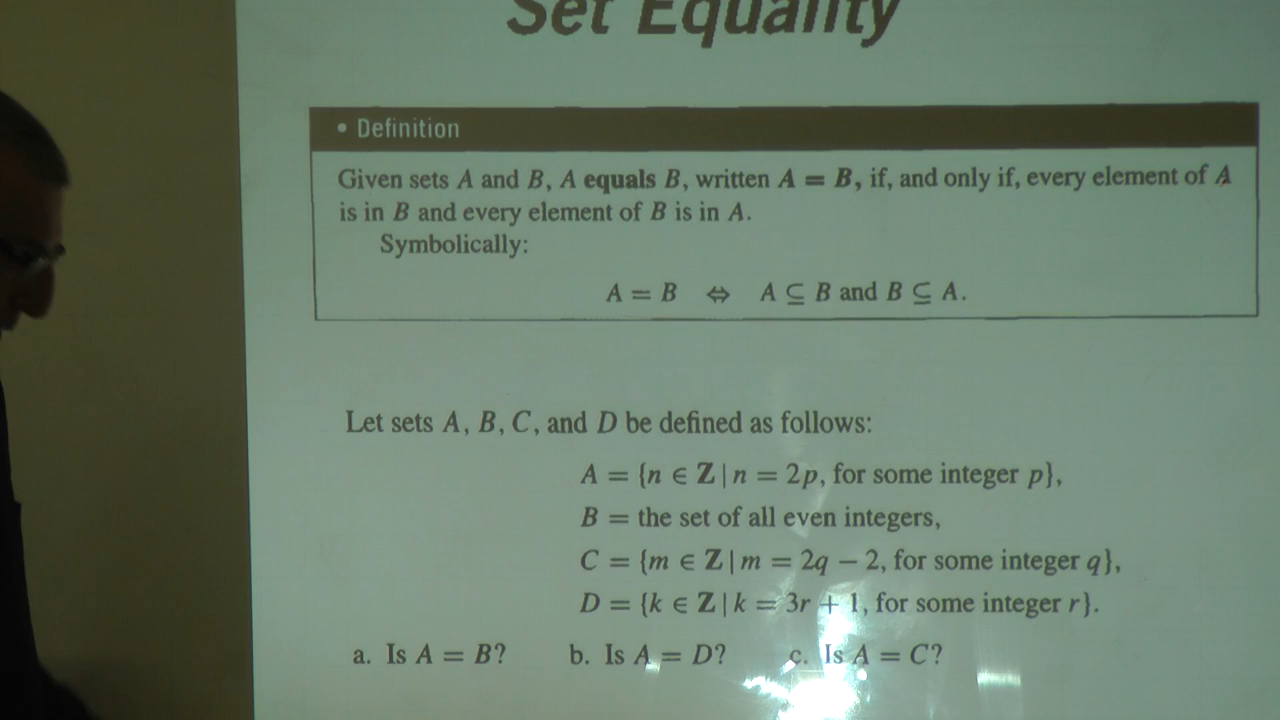 Set Equality
• Definition
Given sets A and B, A equals B, written A = B, if, and only if, every element of A
is in B and every element of B is in A.
Symbolically:
A = B ⇔ A ⊆ B and B ⊆ A.
Let sets A, B, C, and D be defined as follows:
A = {n ∈ Z | n = 2p, for some integer p},
B = the set of all even integers,
C = {m ∈ Z | m = 2q − 2, for some integer q},
D = {k ∈ Z | k = 3r + 1, for some integer r}.
a. Is A = B? b. Is A = D? c. Is A = C?